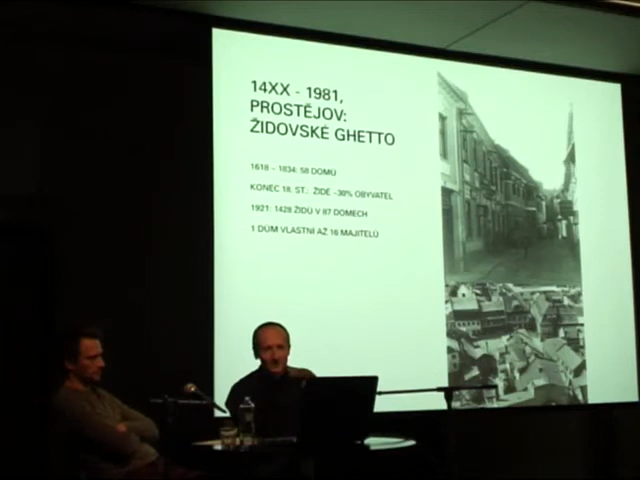 14XX - 1981,
PROSTĚJOV:
ŽIDOVSKÉ GHETTO
1618 - 1834: 58 DOMŮ
KONEC 18. ST.: ŽIDÉ ~30% OBYVATEL
1921: 1428 ŽIDŮ V 87 DOMECH
1 DŮM VLASTNÍ AŽ 16 MAJITELŮ